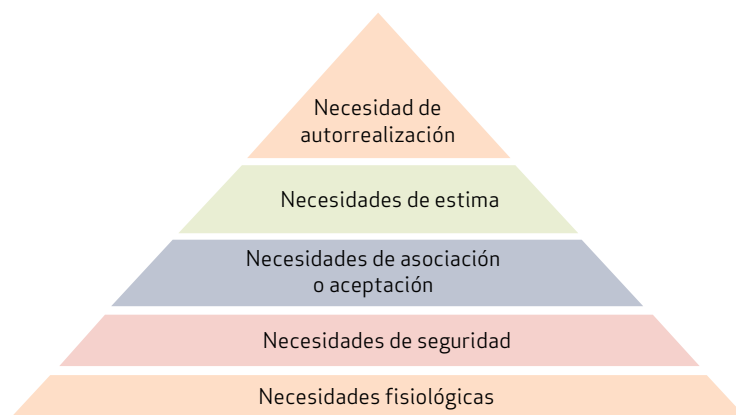 Necesidad de
autorrealización
Necesidades de estima
Necesidades de asociación
o aceptación
Necesidades de seguridad
Necesidades fisiológicas